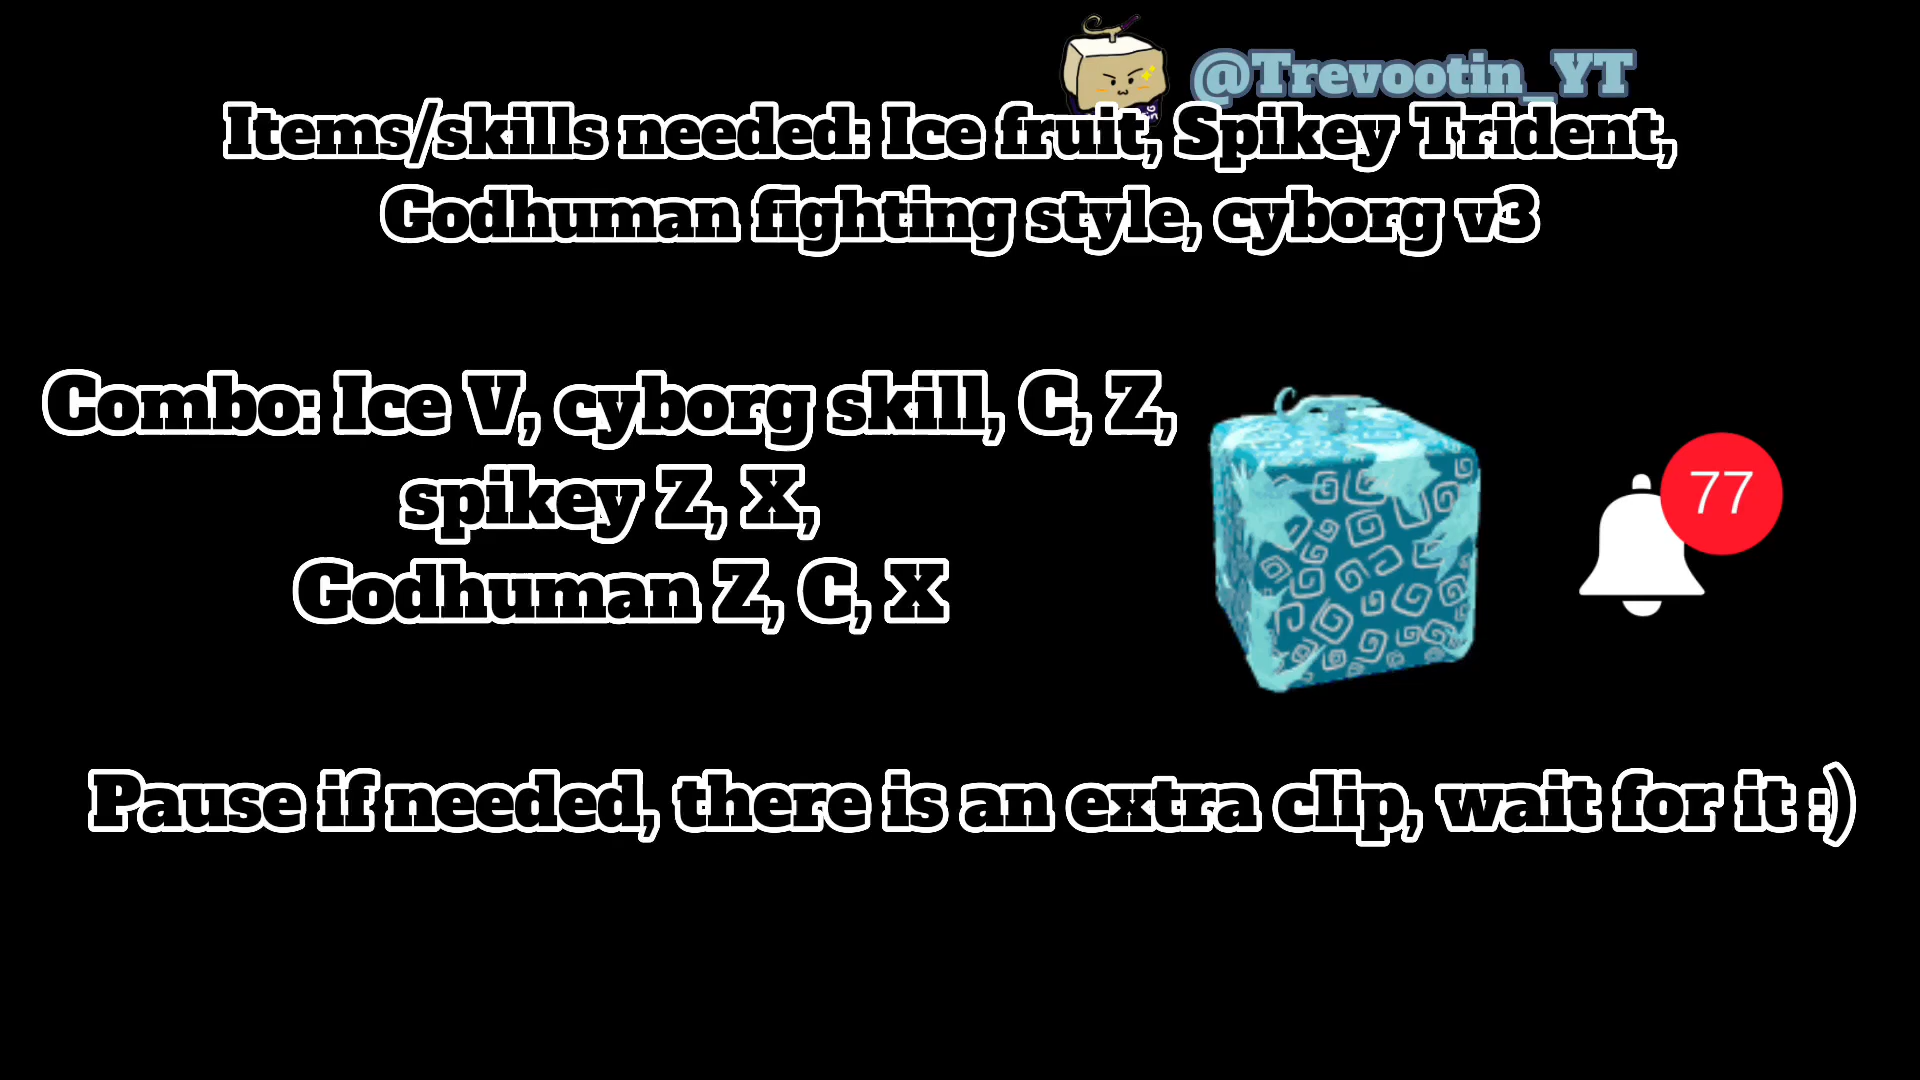 @Trevootin_YT
Items/skills needed: Ice fruit, Spikey Trident,
Godhuman fighting style, cyborg v3
Combo: Ice V, cyborg skill, C, Z,
spikey Z, X,
Godhuman Z, C, X
77
Pause if needed, there is an extra clip, wait for it :)